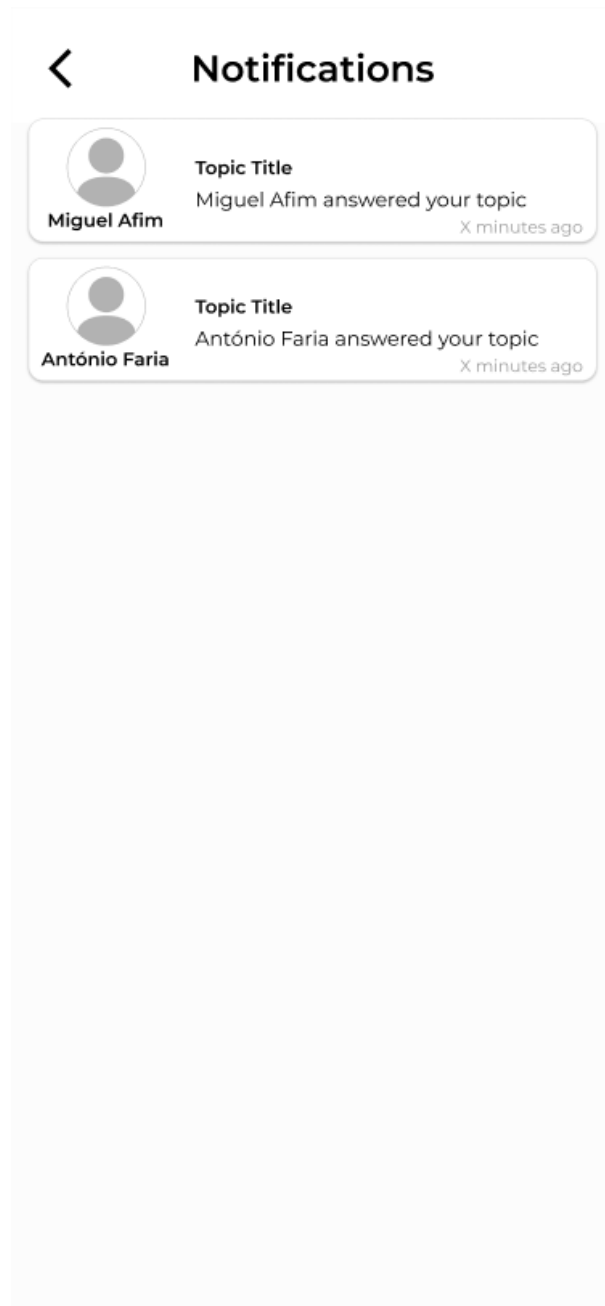 Notifications
Topic Title
Miguel Afim answered your topic
Miguel Afim
X minutes ago
Topic Title
António Faria answered your topic
António Faria
X minutes ago